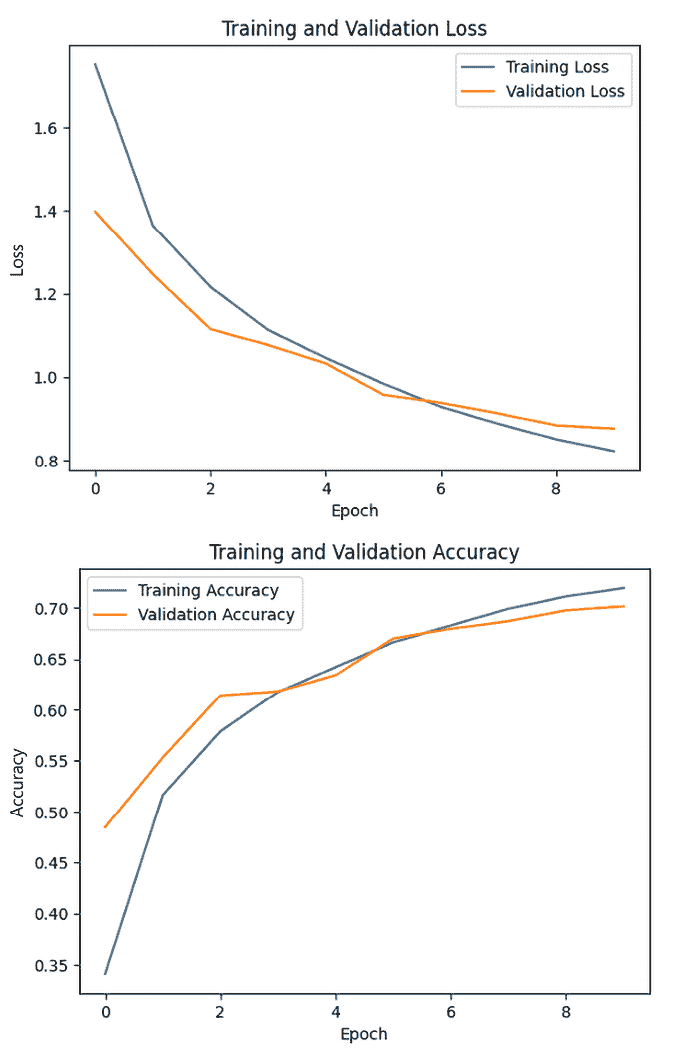 Training and Validation Loss
Training Loss
Validation Loss
1.6
1.4
1.2
1.0
0.8
Loss
0 2 4 6 8
Epoch
Training and Validation Accuracy
Training Accuracy
Validation Accuracy
0.70
0.65
0.60
0.55
0.50
0.45
0.40
0.35
Accuracy
0 2 4 6 8
Epoch